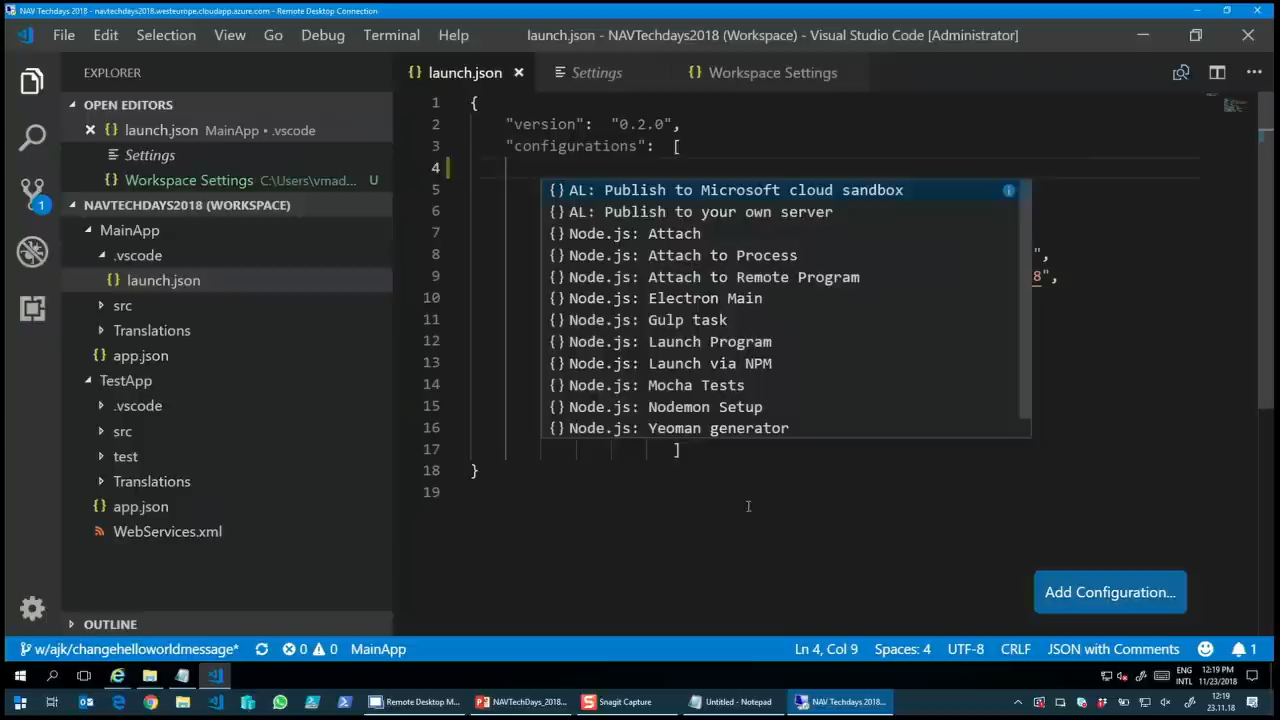 NAV Techdays 2018 - navtechdays2018.westeurope.cloudapp.azure.com - Remote Desktop Connection
File Edit Selection View Go Debug Terminal Help
launch.json - NAVTechdays2018 (Workspace) - Visual Studio Code [Administrator]
EXPLORER
OPEN EDITORS
launch.json MainApp • .vscode
Settings
Workspace Settings C:\Users\vmad... U
1
NAVTECHDAYS2018 (WORKSPACE)
MainApp
.vscode
{} launch.json
src
Translations
{} app.json
TestApp
.vscode
src
test
Translations
{} app.json
WebServices.xml
OUTLINE
{} launch.json Settings {} Workspace Settings
1 {
2 "version": "0.2.0",
3 "configurations": [
4
5 {} AL: Publish to Microsoft cloud sandbox
6 {} AL: Publish to your own server
7 {} Node.js: Attach
8 {} Node.js: Attach to Process ",
9 {} Node.js: Attach to Remote Program 8",
10 {} Node.js: Electron Main
11 {} Node.js: Gulp task
12 {} Node.js: Launch Program
13 {} Node.js: Launch via NPM
14 {} Node.js: Mocha Tests
15 {} Node.js: Nodemon Setup
16 {} Node.js: Yeoman generator
17 ]
18 }
19
Add Configuration...
w/ajk/changehelloworldmessage* 0 0 MainApp Ln 4, Col 9 Spaces: 4 UTF-8 CRLF JSON with Comments 1
ENG 12:19 PM
INTL 11/23/2018
Remote Desktop M... NAVTechDays_2018... Snagit Capture Untitled - Notepad NAV Techdays 2018...
12:19
23.11.18